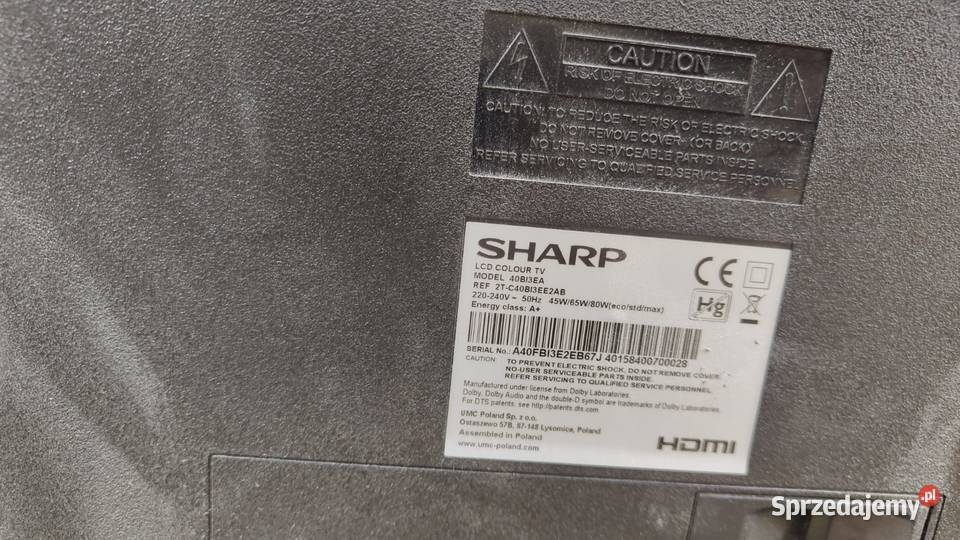 CAUTION
RISK OF ELECTRIC SHOCK
DO NOT OPEN
CAUTION: TO REDUCE THE RISK OF ELECTRIC SHOCK,
DO NOT REMOVE COVER (OR BACK)
NO USER-SERVICEABLE PARTS INSIDE.
REFER SERVICING TO QUALIFIED SERVICE PERSONNEL
SHARP
LCD COLOUR TV
MODEL 40BI3EA
REF 2T-C40BI3EE2AB
220-240V ~ 50Hz 45W/65W/80W(eco/std/max)
Energy class: A+
CE
Hg
SERIAL No.: A40FBI3E2EB67J 40158400700028
CAUTION: TO PREVENT ELECTRIC SHOCK, DO NOT REMOVE COVER.
NO-USER SERVICEABLE PARTS INSIDE.
REFER SERVICING TO QUALIFIED SERVICE PERSONNEL.
Manufactured under license from Dolby Laboratories.
Dolby, Dolby Audio and the double-D symbol are trademarks of Dolby Laboratories.
For DTS patents, see http://patents.dts.com
UMC Poland Sp. z o.o.
Ostaszewo 57B, 87-148 Łysomice, Poland
Assembled in Poland
www.umc-poland.com
HDMI
Sprzedajemy.pl